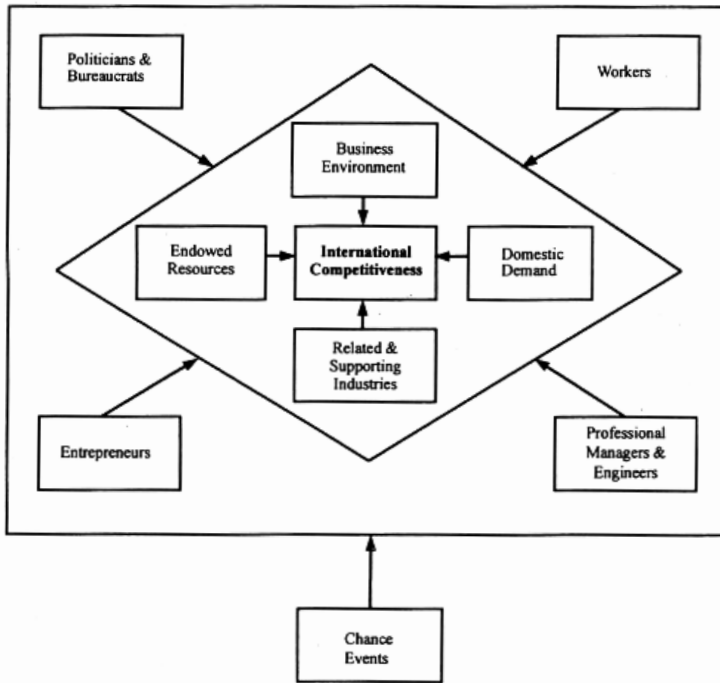 Politicians &
Bureaucrats
Workers
Business
Environment
Endowed
Resources
International
Competitiveness
Domestic
Demand
Related &
Supporting
Industries
Entrepreneurs
Professional
Managers &
Engineers
Chance
Events